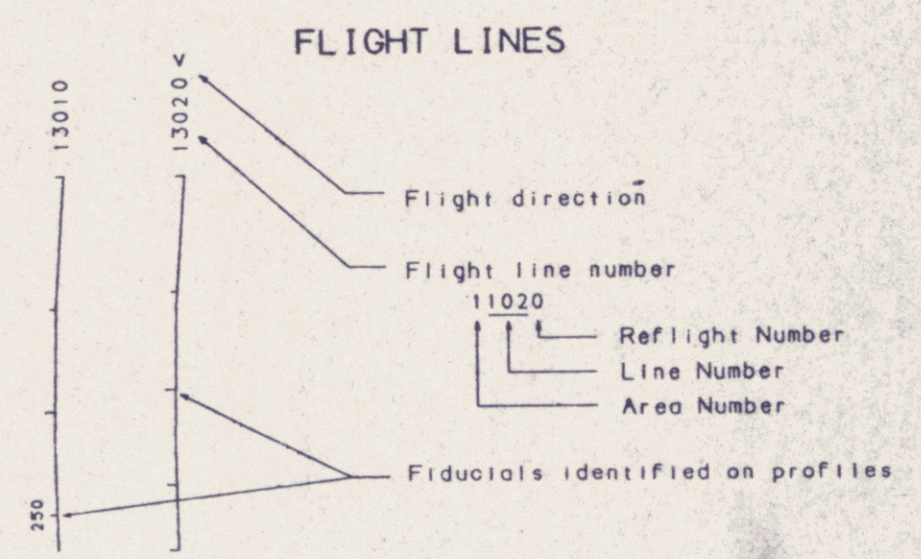 FLIGHT LINES
13010
13020 <
Flight direction
Flight line number
11020
Reflight Number
Line Number
Area Number
Fiducials identified on profiles
250